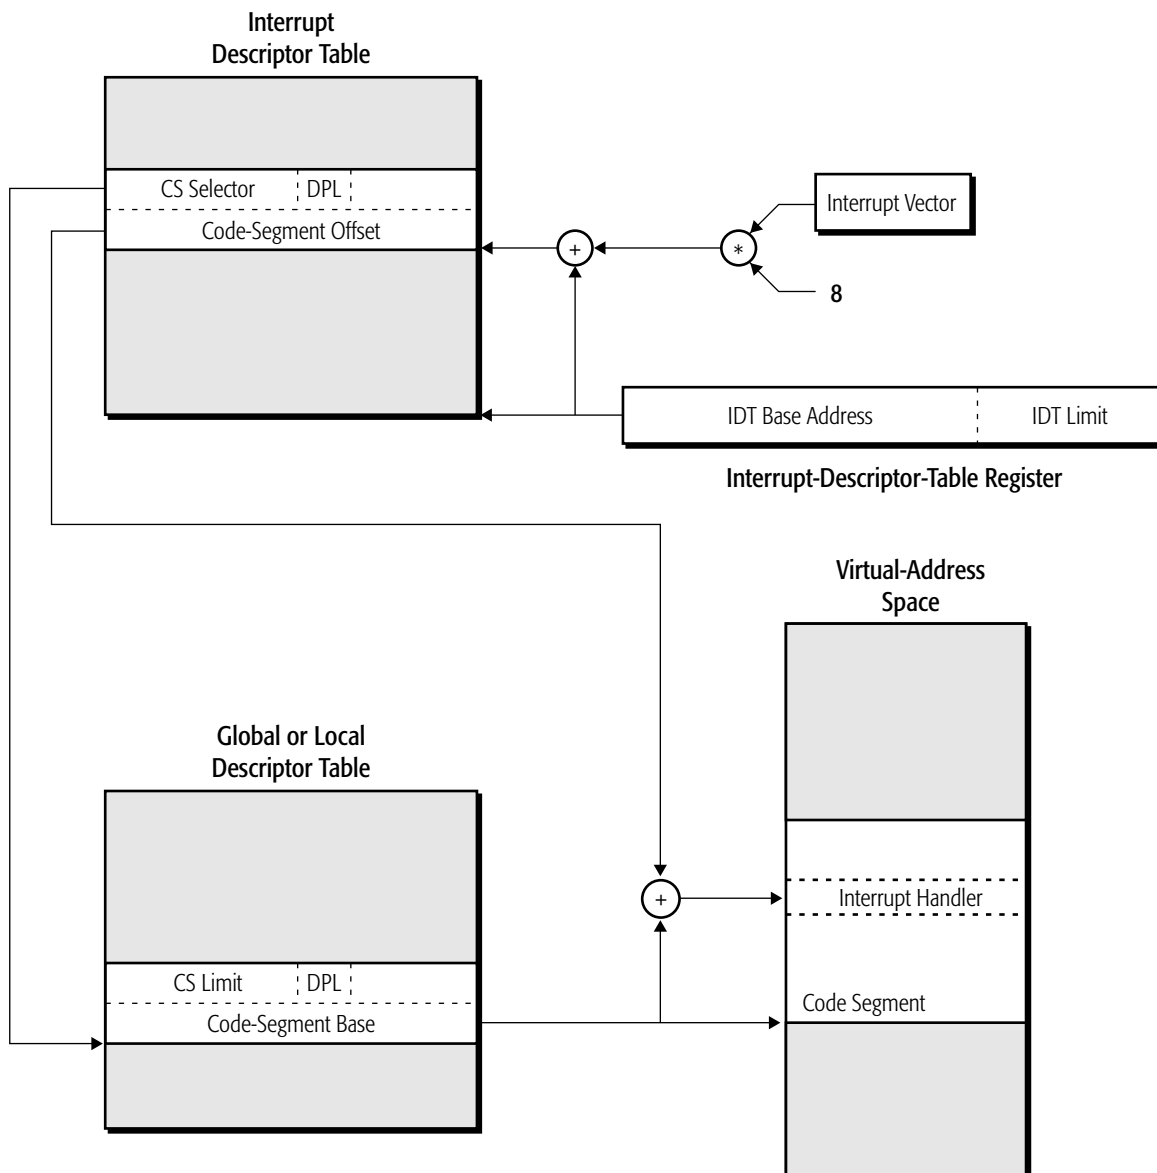 Interrupt
Descriptor Table
CS Selector DPL
Code-Segment Offset
Interrupt Vector
+
*
8
IDT Base Address IDT Limit
Interrupt-Descriptor-Table Register
Virtual-Address
Space
Global or Local
Descriptor Table
+
Interrupt Handler
CS Limit DPL
Code-Segment Base
Code Segment